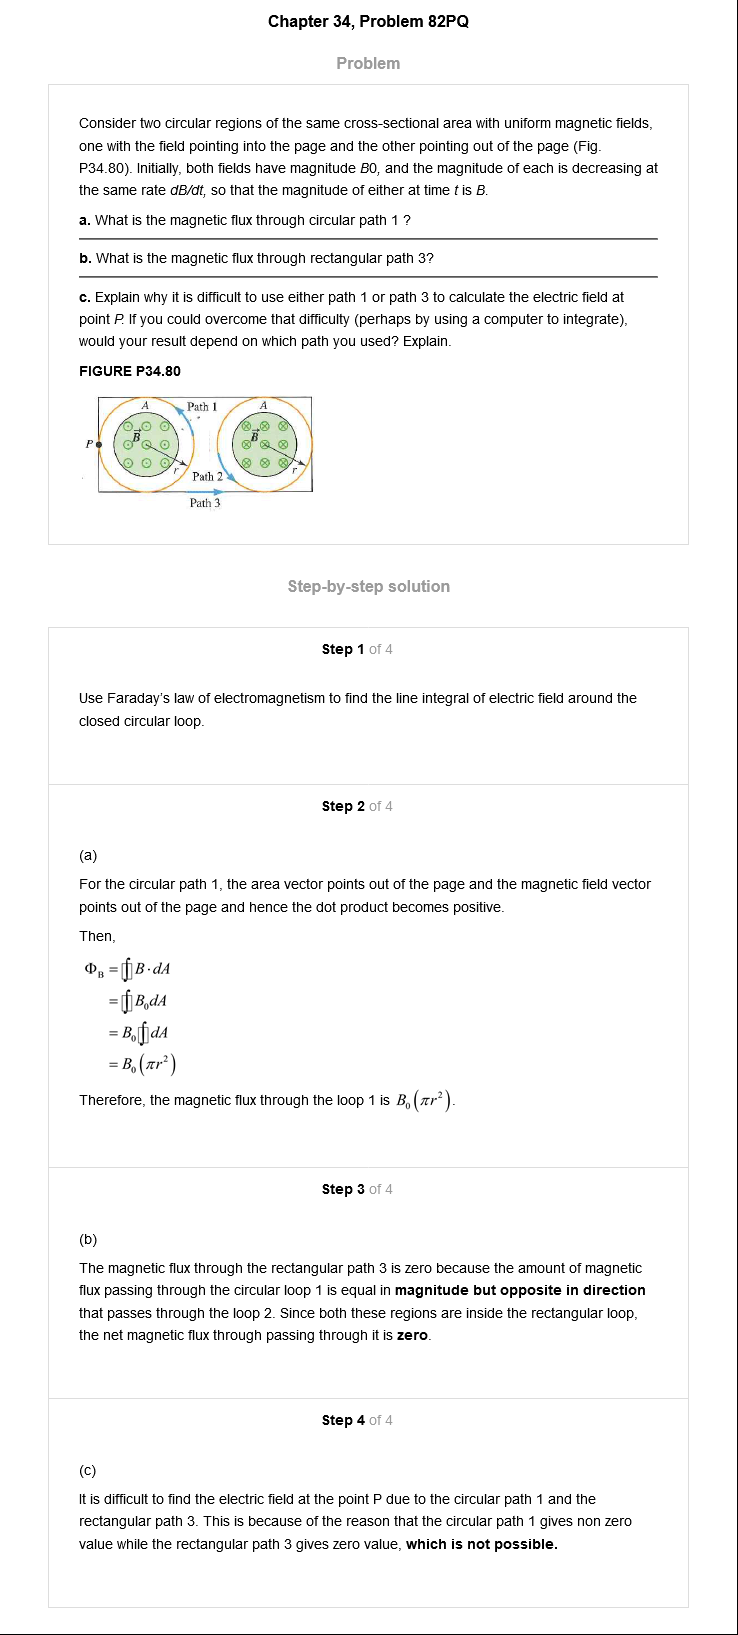 Chapter 34, Problem 82PQ
Problem
Consider two circular regions of the same cross-sectional area with uniform magnetic fields,
one with the field pointing into the page and the other pointing out of the page (Fig.
P34.80). Initially, both fields have magnitude B0, and the magnitude of each is decreasing at
the same rate dB/dt, so that the magnitude of either at time t is B.
a. What is the magnetic flux through circular path 1 ?
b. What is the magnetic flux through rectangular path 3?
c. Explain why it is difficult to use either path 1 or path 3 to calculate the electric field at
point P. If you could overcome that difficulty (perhaps by using a computer to integrate),
would your result depend on which path you used? Explain.
FIGURE P34.80
A Path 1 A
B⃗ B⃗
P
r r
Path 2
Path 3
Step-by-step solution
Step 1 of 4
Use Faraday's law of electromagnetism to find the line integral of electric field around the
closed circular loop.
Step 2 of 4
(a)
For the circular path 1, the area vector points out of the page and the magnetic field vector
points out of the page and hence the dot product becomes positive.
Then,
Φ_B = ∯ B·dA
= ∯ B₀dA
= B₀ ∯ dA
= B₀(πr²)
Therefore, the magnetic flux through the loop 1 is B₀(πr²).
Step 3 of 4
(b)
The magnetic flux through the rectangular path 3 is zero because the amount of magnetic
flux passing through the circular loop 1 is equal in magnitude but opposite in direction
that passes through the loop 2. Since both these regions are inside the rectangular loop,
the net magnetic flux through passing through it is zero.
Step 4 of 4
(c)
It is difficult to find the electric field at the point P due to the circular path 1 and the
rectangular path 3. This is because of the reason that the circular path 1 gives non zero
value while the rectangular path 3 gives zero value, which is not possible.